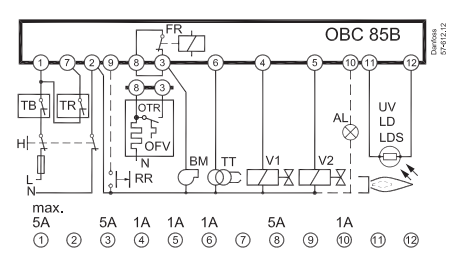 FR
OBC 85B
Danfoss
57-612.12
1 7 2 9 8 3 6 4 5 10 11 12
8 3
TB TR OTR AL UV
LD
LDS
H OFV
L N BM TT V1 V2
N RR
max.
5A 5A 1A 1A 1A 5A 1A
1 2 3 4 5 6 7 8 9 10 11 12